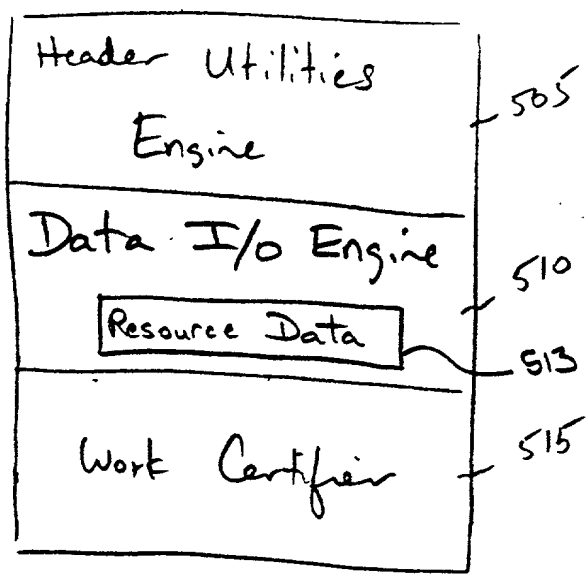 Header Utilities
Engine
505
Data I/O Engine
510
Resource Data
513
Work Certifier
515